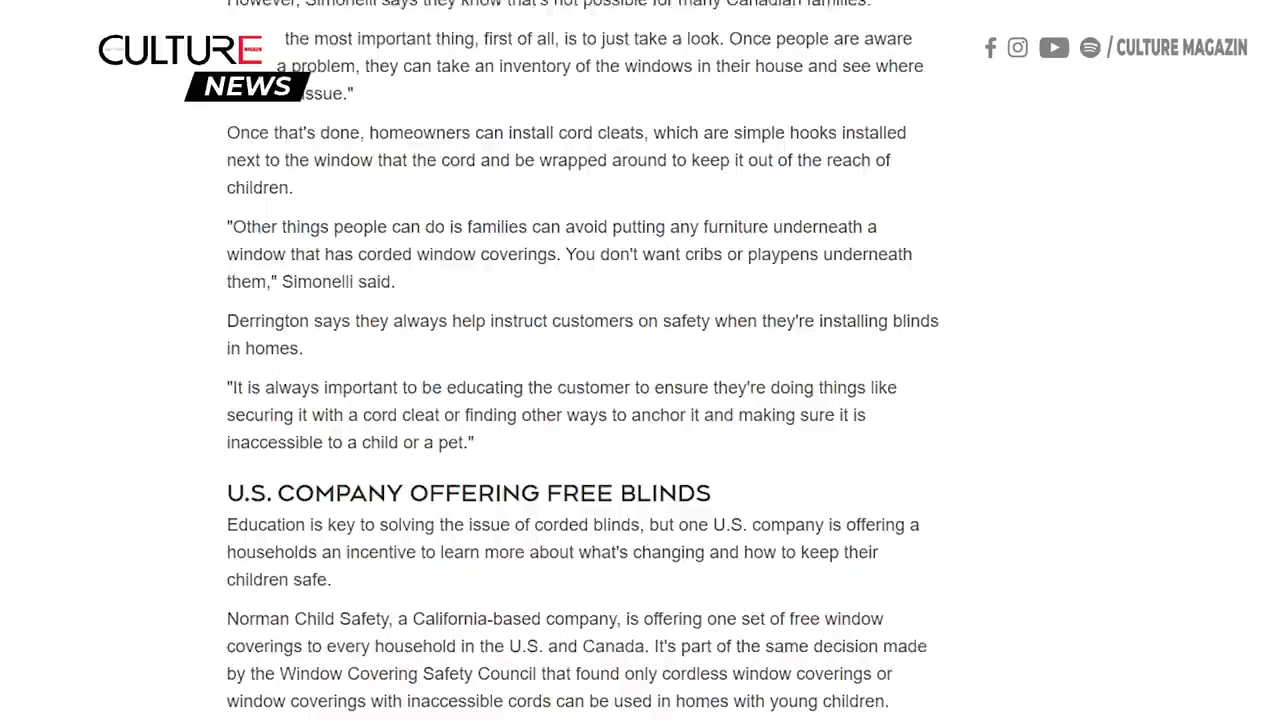 However, Simonelli says they know that's not possible for many Canadian families.
CULTURE
NEWS
/ CULTURE MAGAZIN
the most important thing, first of all, is to just take a look. Once people are aware
a problem, they can take an inventory of the windows in their house and see where
issue."
Once that's done, homeowners can install cord cleats, which are simple hooks installed
next to the window that the cord and be wrapped around to keep it out of the reach of
children.
"Other things people can do is families can avoid putting any furniture underneath a
window that has corded window coverings. You don't want cribs or playpens underneath
them," Simonelli said.
Derrington says they always help instruct customers on safety when they're installing blinds
in homes.
"It is always important to be educating the customer to ensure they're doing things like
securing it with a cord cleat or finding other ways to anchor it and making sure it is
inaccessible to a child or a pet."
U.S. COMPANY OFFERING FREE BLINDS
Education is key to solving the issue of corded blinds, but one U.S. company is offering a
households an incentive to learn more about what's changing and how to keep their
children safe.
Norman Child Safety, a California-based company, is offering one set of free window
coverings to every household in the U.S. and Canada. It's part of the same decision made
by the Window Covering Safety Council that found only cordless window coverings or
window coverings with inaccessible cords can be used in homes with young children.